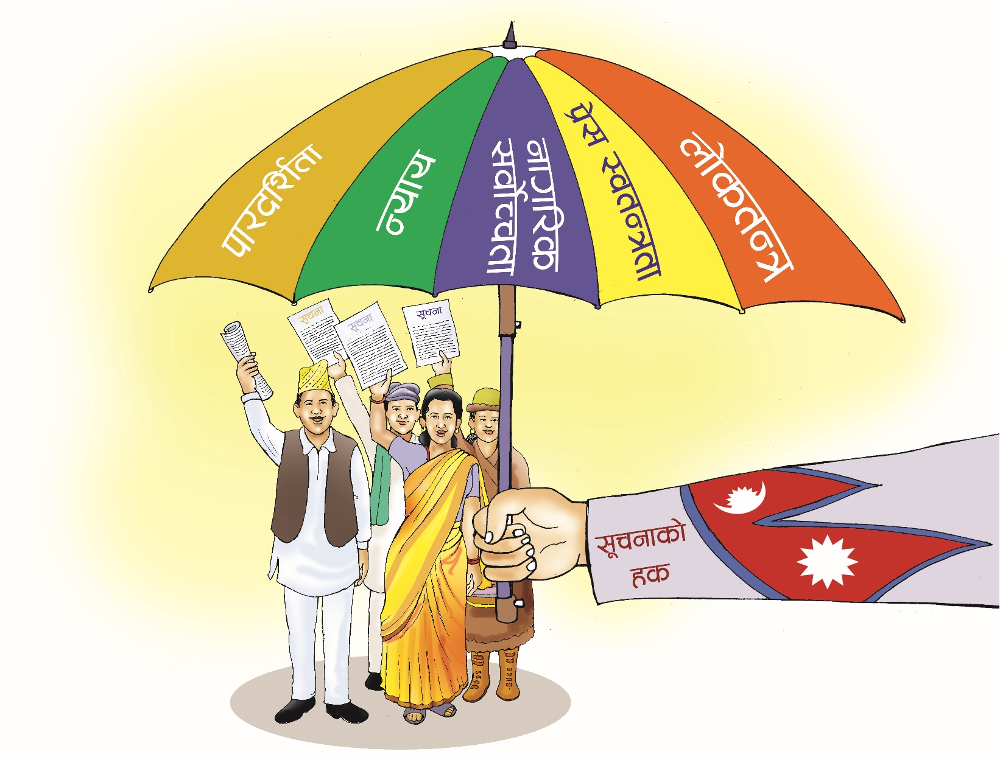 पारदर्शिता
न्याय
नागरिक
सर्वोच्चता
प्रेस स्वतन्त्रता
लोकतन्त्र
सूचना
सूचना
सूचना
सूचनाको
हक